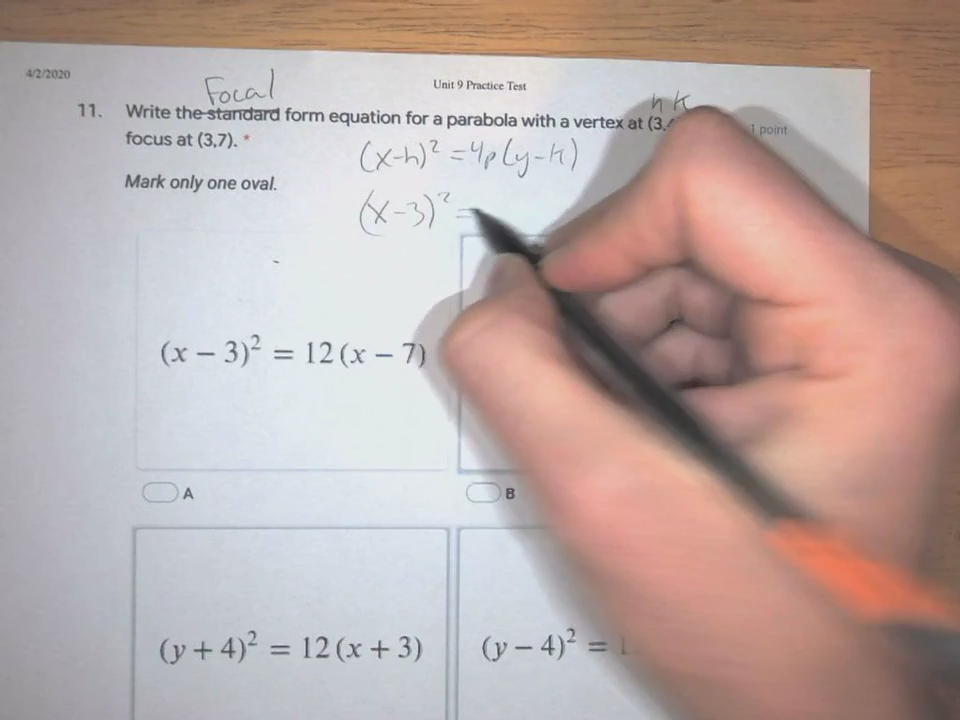 4/2/2020
Unit 9 Practice Test
Focal
h k
11. Write the standard form equation for a parabola with a vertex at (3,
1 point
focus at (3,7). *
(x-h)² = 4p(y-k)
Mark only one oval.
(x-3)² =
(x − 3)² = 12(x − 7)
A
B
(y + 4)² = 12(x + 3)
(y − 4)² =